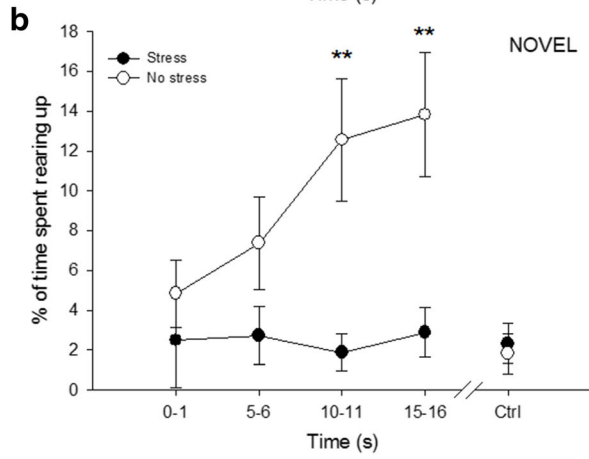 b
18
NOVEL
Stress
No stress
**
**
16
14
12
10
8
6
4
2
0
% of time spent rearing up
0-1 5-6 10-11 15-16 Ctrl
Time (s)